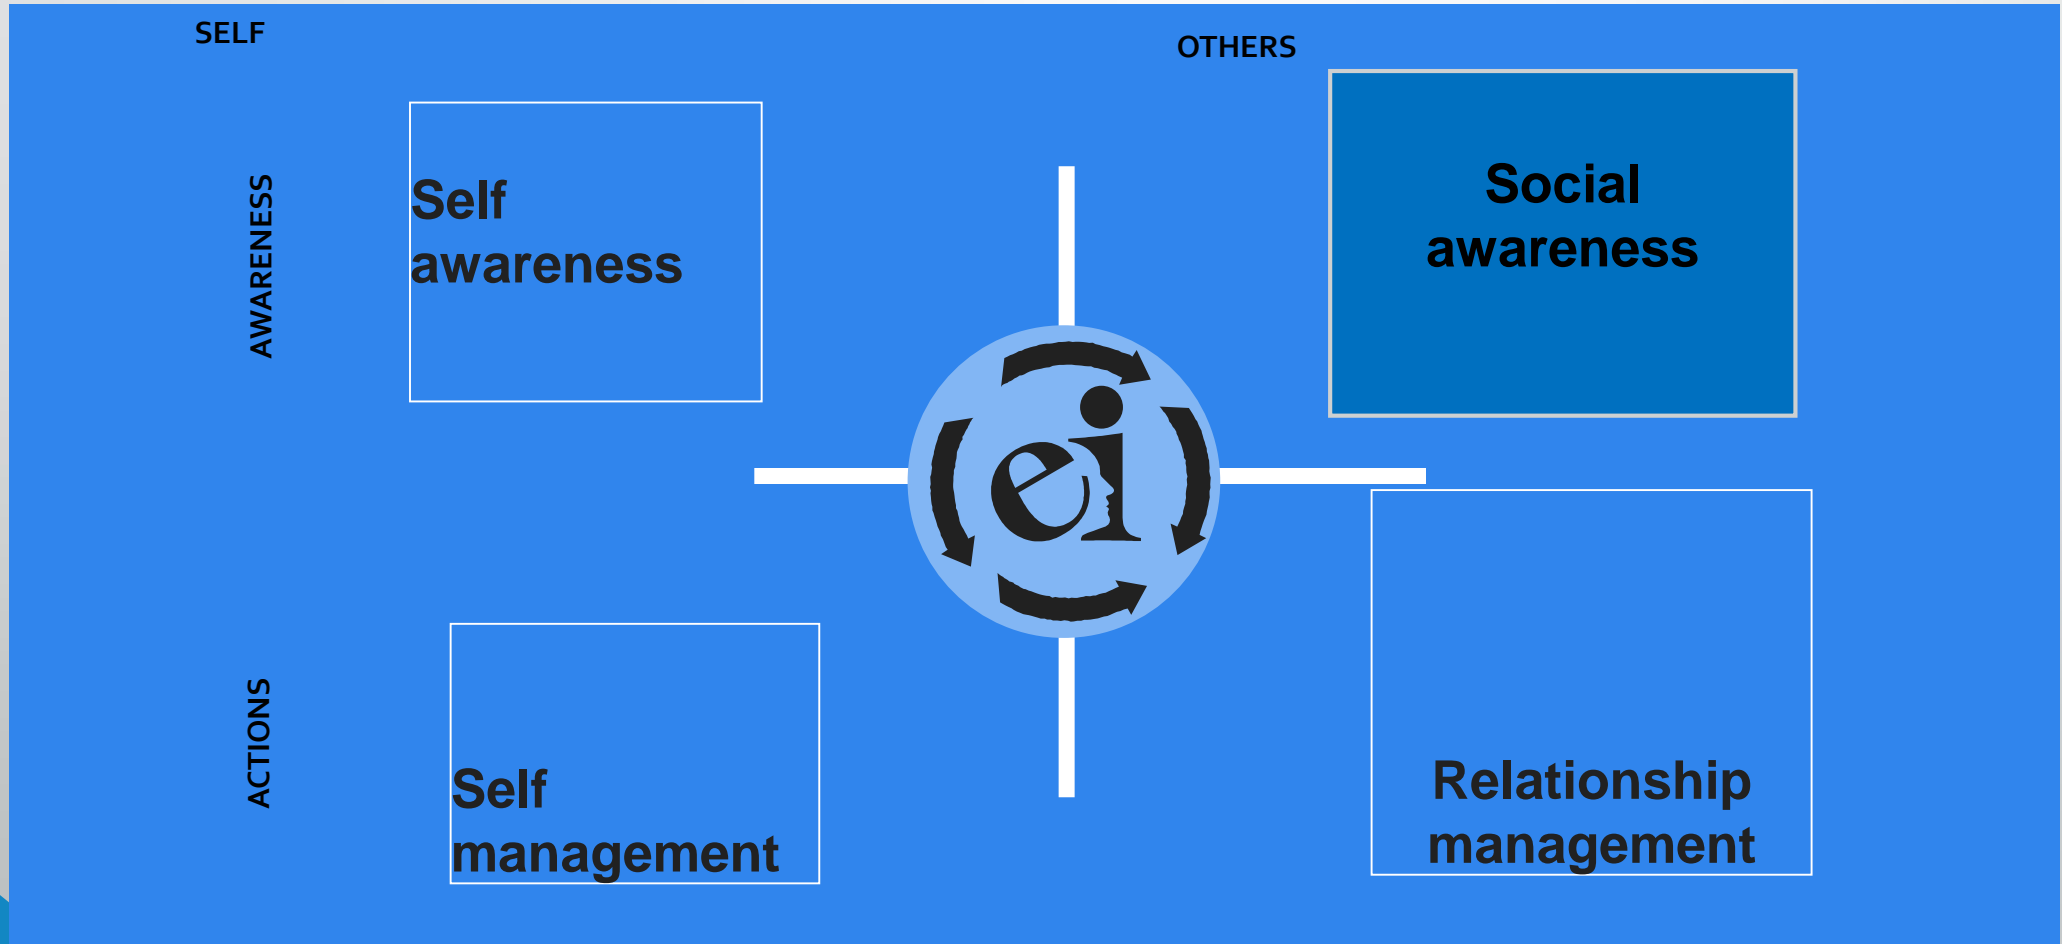 SELF
OTHERS
AWARENESS
Self
awareness
Social
awareness
ei
ACTIONS
Self
management
Relationship
management